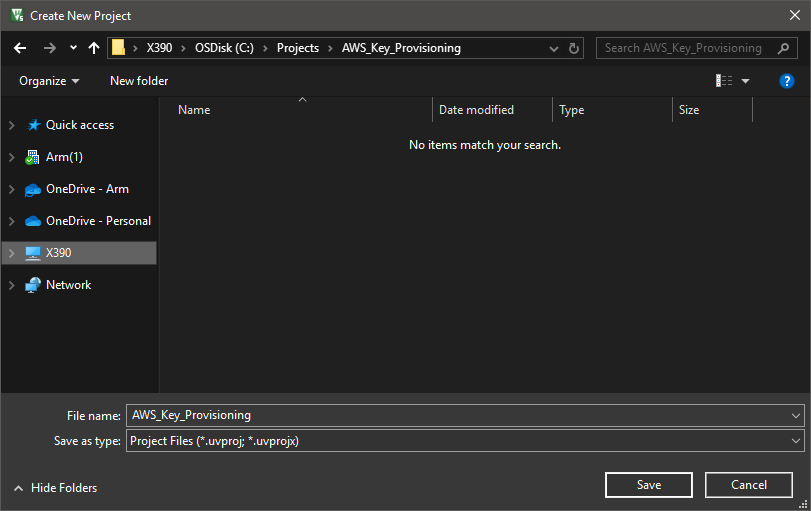 Create New Project
X390 OSDisk (C:) Projects AWS_Key_Provisioning Search AWS_Key_Provisioning
Organize New folder ?
Name Date modified Type Size
No items match your search.
Quick access
Arm(1)
OneDrive - Arm
OneDrive - Personal
X390
Network
File name: AWS_Key_Provisioning
Save as type: Project Files (*.uvproj; *.uvprojx)
Hide Folders Save Cancel